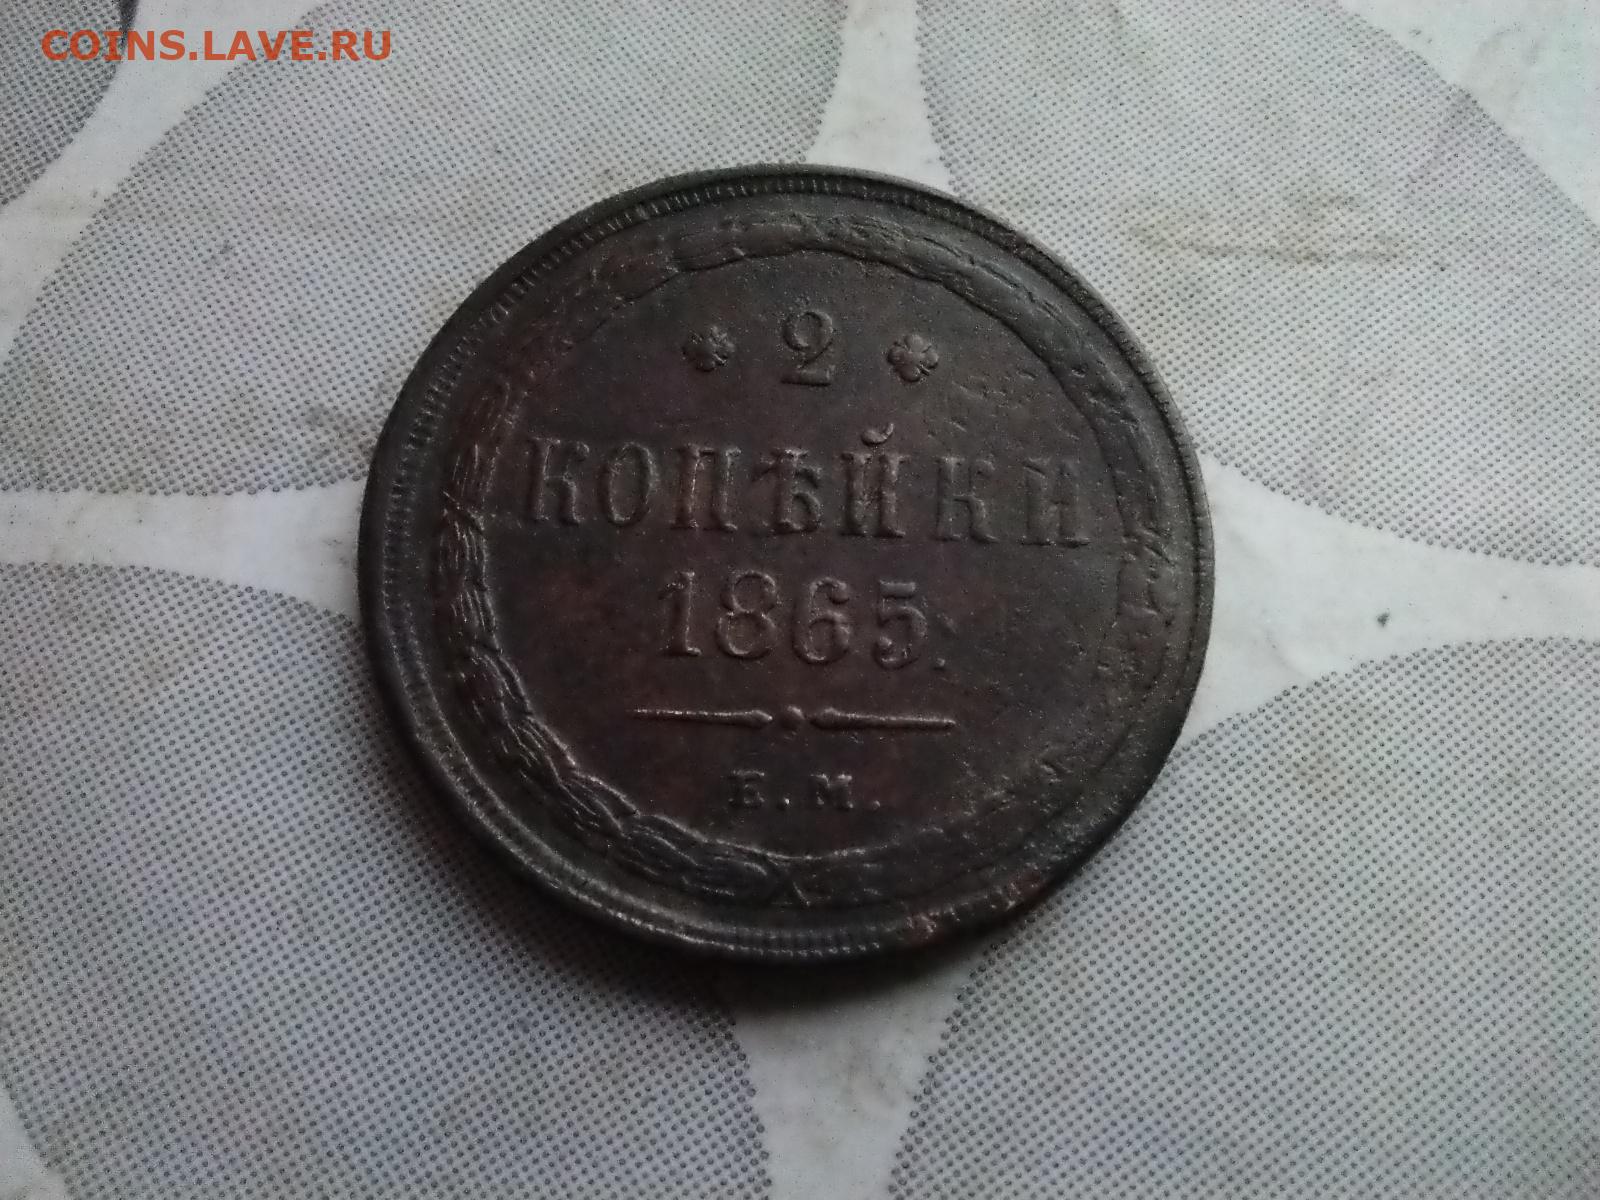 COINS.LAVE.RU
2
КОПѢЙКИ
1865.
Е.М.